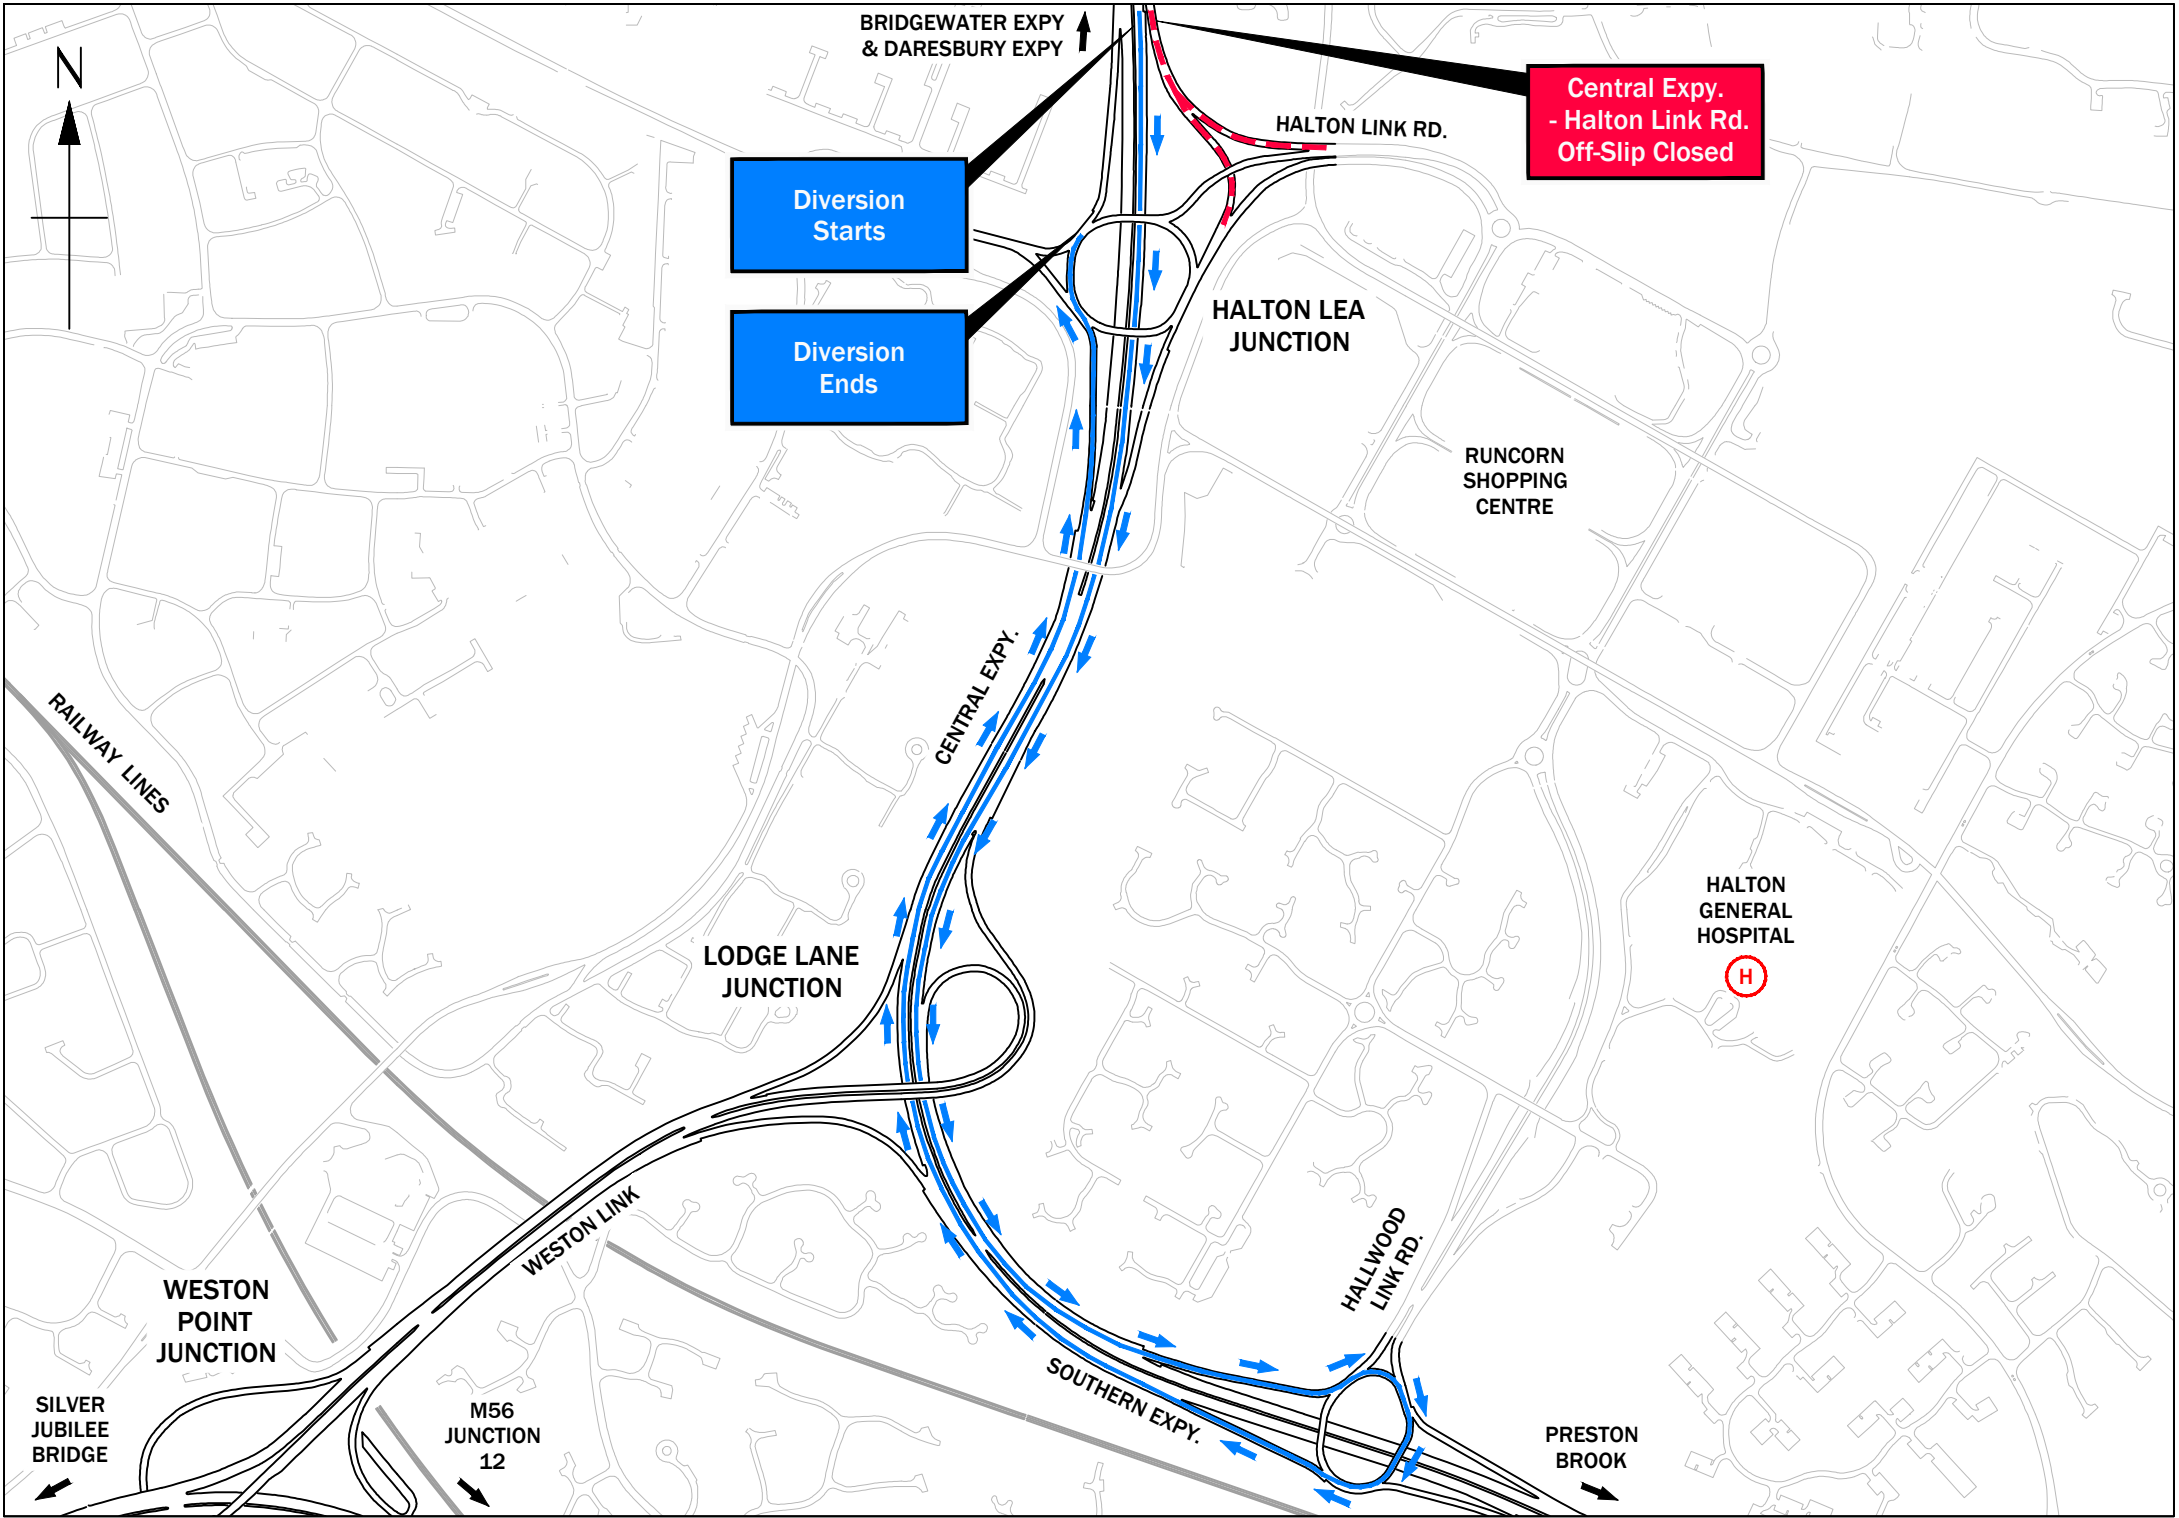 BRIDGEWATER EXPY
& DARESBURY EXPY
N
Central Expy.
- Halton Link Rd.
Off-Slip Closed
HALTON LINK RD.
Diversion
Starts
HALTON LEA
JUNCTION
Diversion
Ends
RUNCORN
SHOPPING
CENTRE
CENTRAL EXPY.
RAILWAY LINES
HALTON
GENERAL
HOSPITAL
H
LODGE LANE
JUNCTION
WESTON LINK
HALLWOOD
LINK RD.
WESTON
POINT
JUNCTION
SOUTHERN EXPY.
SILVER
JUBILEE
BRIDGE
M56
JUNCTION
12
PRESTON
BROOK